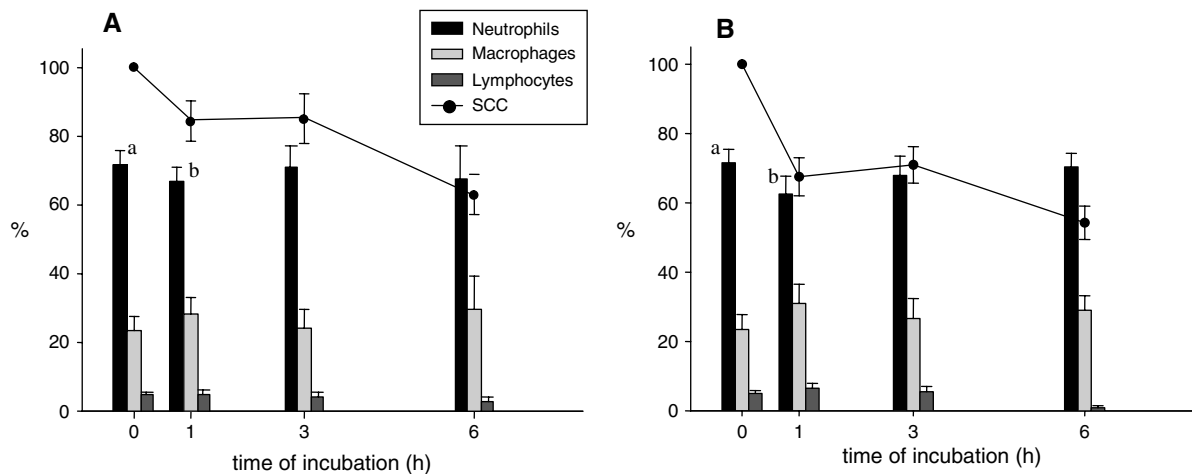 A
Neutrophils
Macrophages
Lymphocytes
SCC
100
80
60
40
20
0
%
a
b
0 1 3 6
time of incubation (h)
B
100
80
60
40
20
0
%
a
b
0 1 3 6
time of incubation (h)